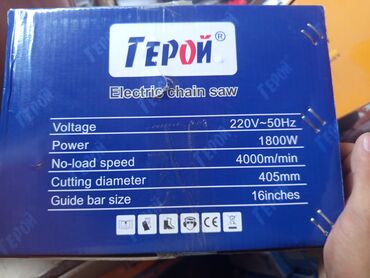 ГЕРОЙ®
Electric chain saw
Voltage 220V~50Hz
Power 1800W
No-load speed 4000m/min
Cutting diameter 405mm
Guide bar size 16inches
CE